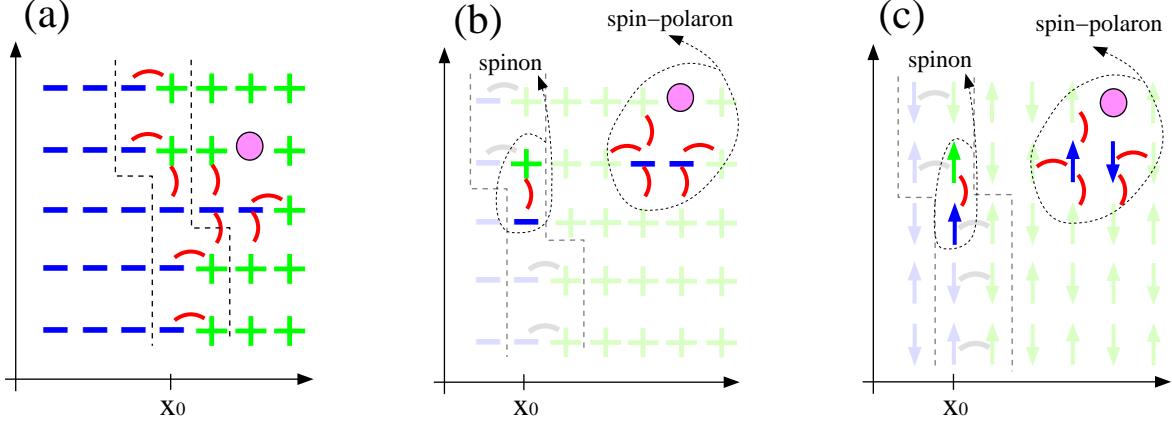 (a)
x0
(b)
spin−polaron
spinon
x0
(c)
spin−polaron
spinon
x0